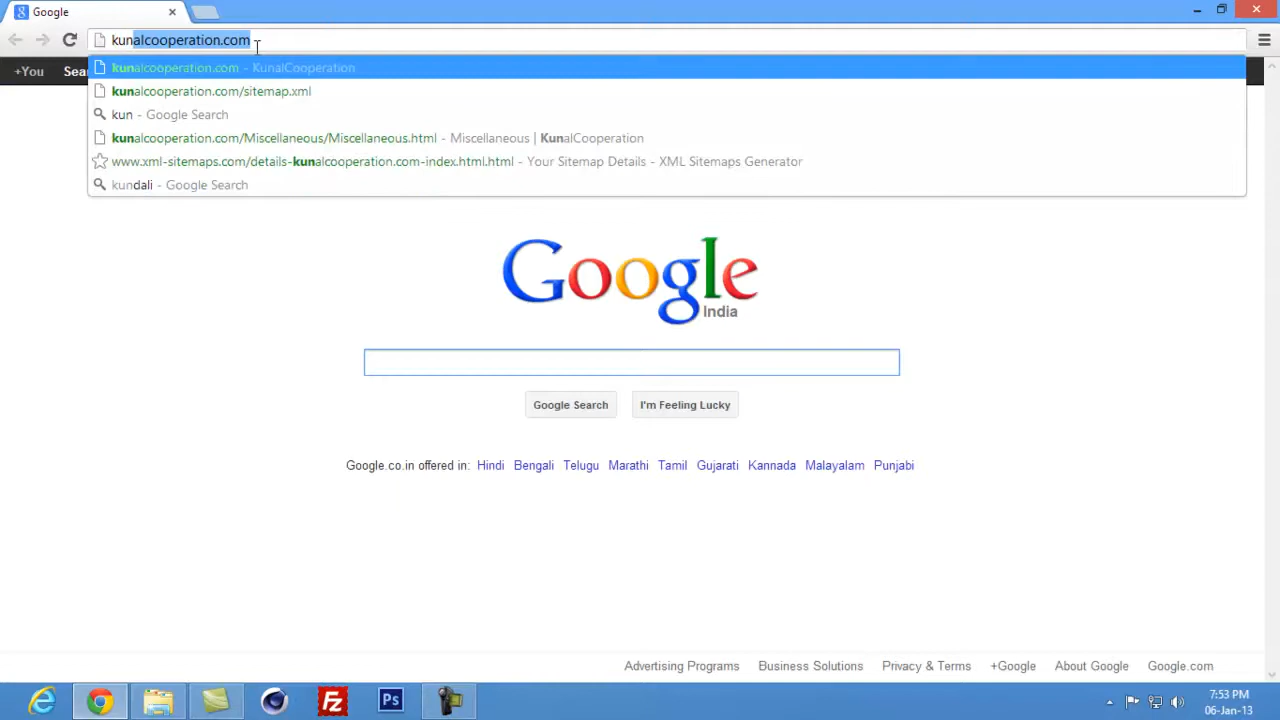 Google
kunalcooperation.com
kunalcooperation.com - KunalCooperation
+You Sea
kunalcooperation.com/sitemap.xml
kun - Google Search
kunalcooperation.com/Miscellaneous/Miscellaneous.html - Miscellaneous | KunalCooperation
www.xml-sitemaps.com/details-kunalcooperation.com-index.html.html - Your Sitemap Details - XML Sitemaps Generator
kundali - Google Search
Google
India
Google Search I'm Feeling Lucky
Google.co.in offered in: Hindi Bengali Telugu Marathi Tamil Gujarati Kannada Malayalam Punjabi
Advertising Programs Business Solutions Privacy & Terms +Google About Google Google.com
Fz Ps
7:53 PM
06-Jan-13